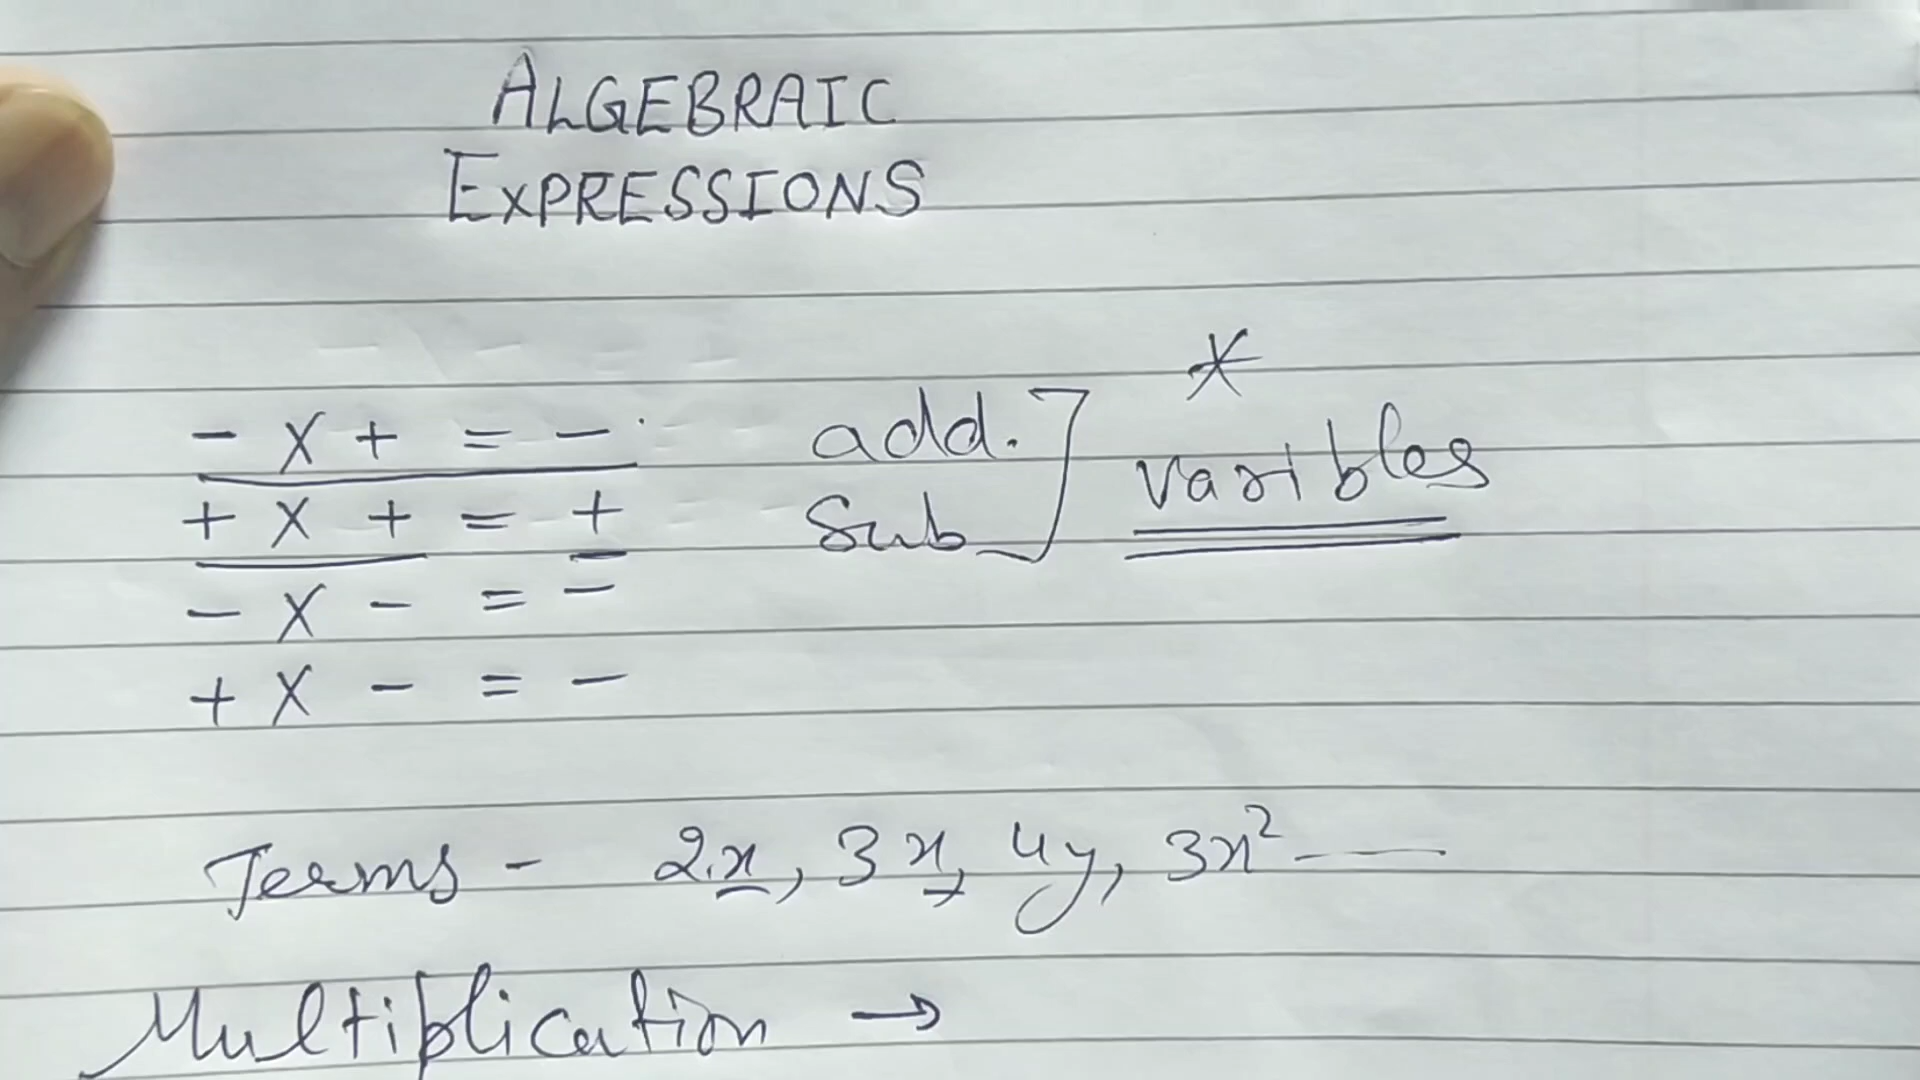 ALGEBRAIC
EXPRESSIONS
*
- X + = - add.
+ X + = + Sub
varibles
- X - = -
+ X - = -
Terms - 2x, 3x, 4y, 3x² ——
Multiplication →